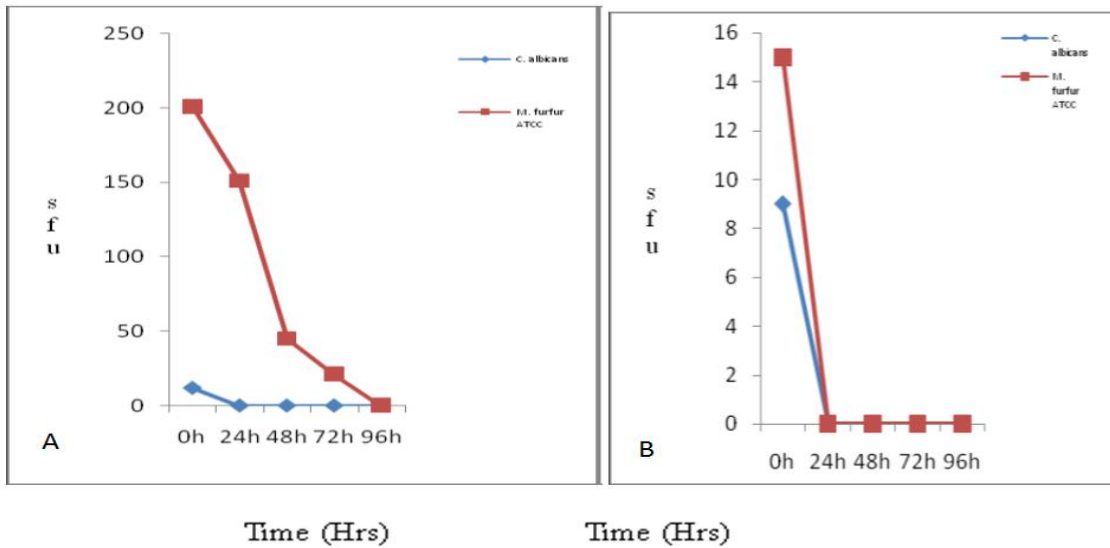 250
200
150
100
50
0
s
f
u
C. albicans
M. furfur
ATCC
0h 24h 48h 72h 96h
A
16
14
12
10
8
6
4
2
0
s
f
u
C.
albicans
M.
furfur
ATCC
0h 24h 48h 72h 96h
B
Time (Hrs) Time (Hrs)